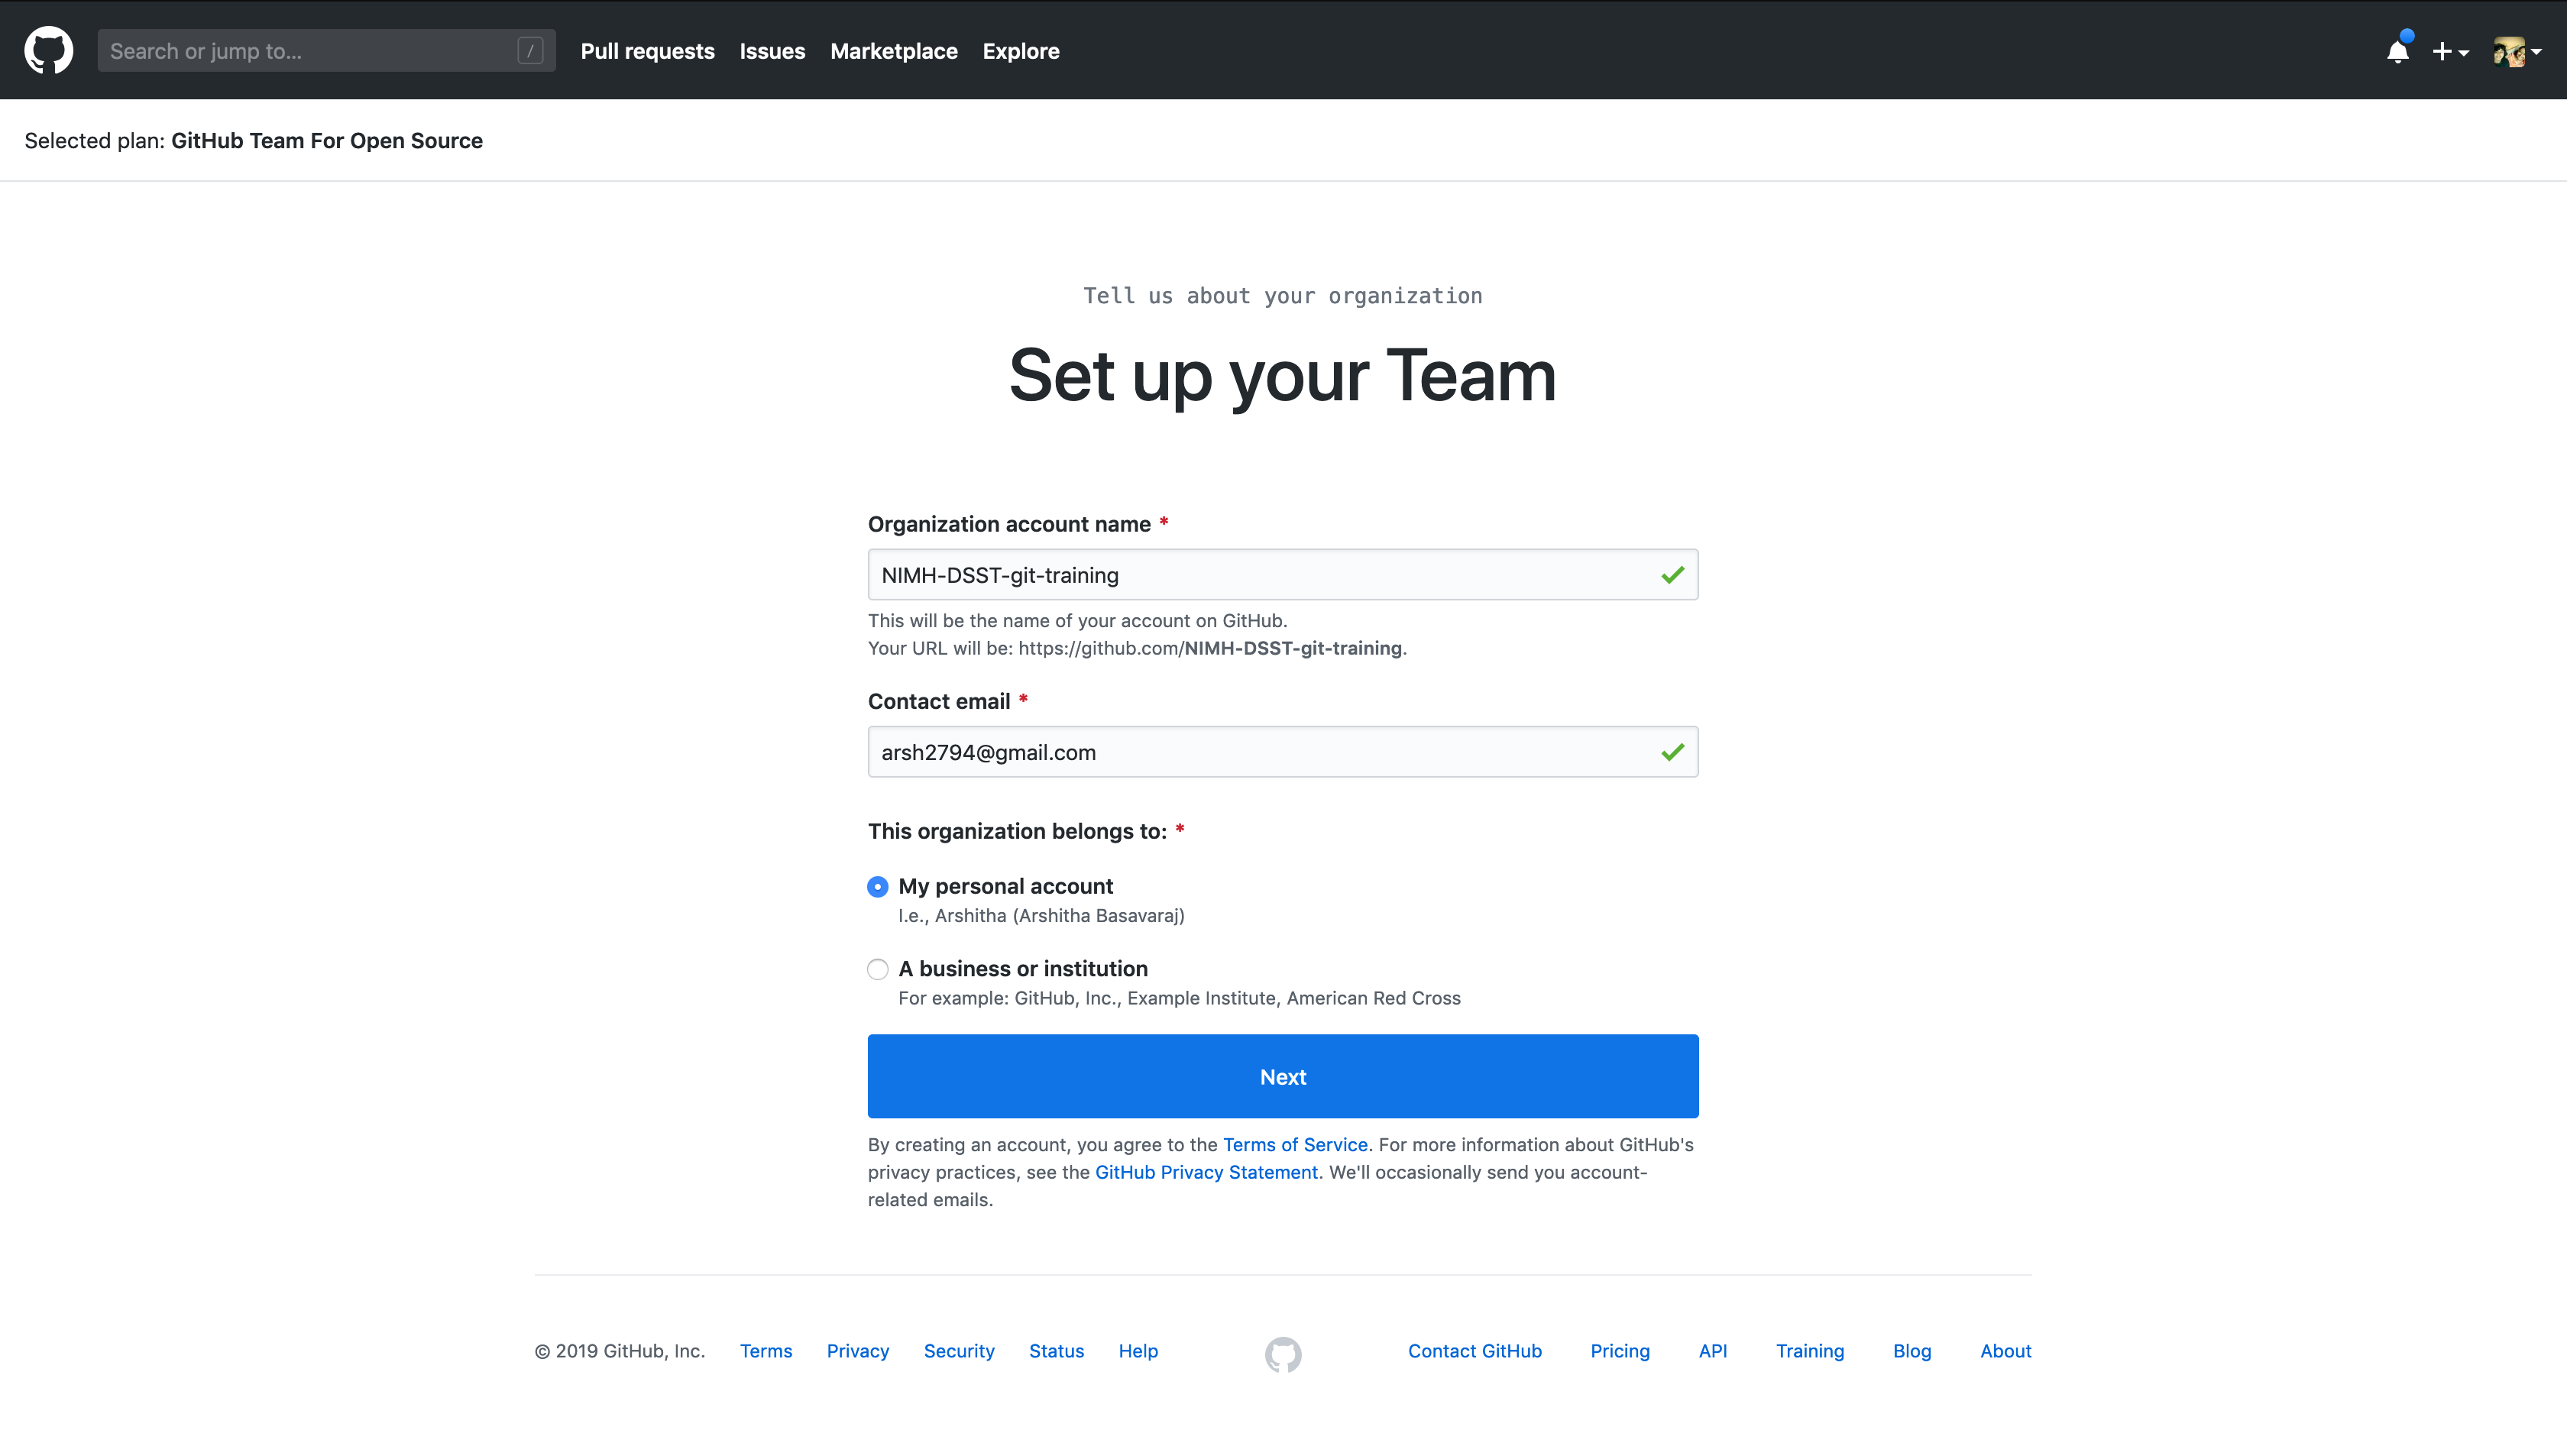 Search or jump to...
/
Pull requests
Issues
Marketplace
Explore
Selected plan: GitHub Team For Open Source
Tell us about your organization
Set up your Team
Organization account name *
NIMH-DSST-git-training
This will be the name of your account on GitHub.
Your URL will be: https://github.com/NIMH-DSST-git-training.
Contact email *
arsh2794@gmail.com
This organization belongs to: *
My personal account
I.e., Arshitha (Arshitha Basavaraj)
A business or institution
For example: GitHub, Inc., Example Institute, American Red Cross
Next
By creating an account, you agree to the Terms of Service. For more information about GitHub's
privacy practices, see the GitHub Privacy Statement. We'll occasionally send you account-
related emails.
© 2019 GitHub, Inc.
Terms
Privacy
Security
Status
Help
Contact GitHub
Pricing
API
Training
Blog
About